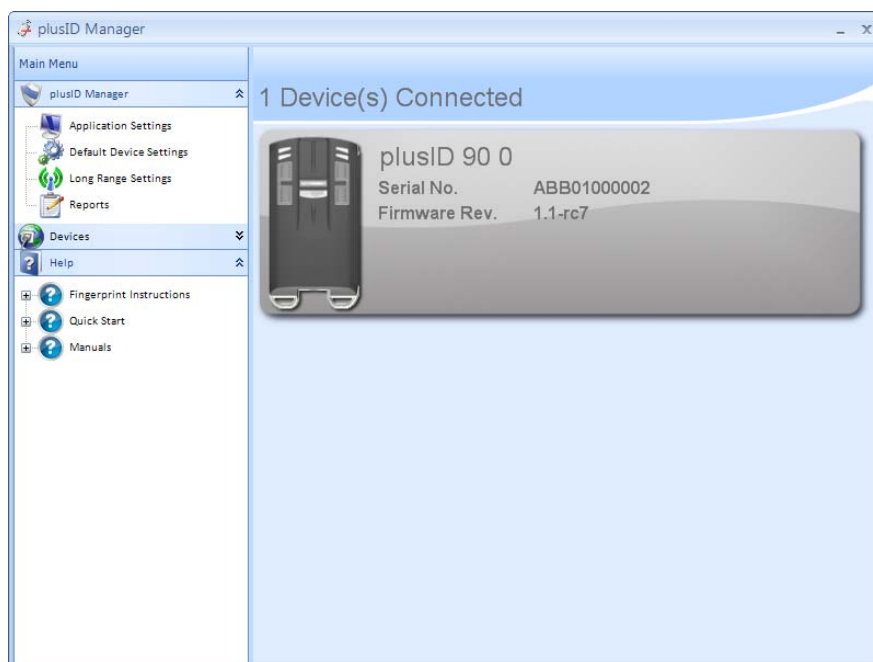 plusID Manager
Main Menu
plusID Manager
Application Settings
Default Device Settings
Long Range Settings
Reports
Devices
Help
Fingerprint Instructions
Quick Start
Manuals
1 Device(s) Connected
plusID 90 0
Serial No. ABB01000002
Firmware Rev. 1.1-rc7